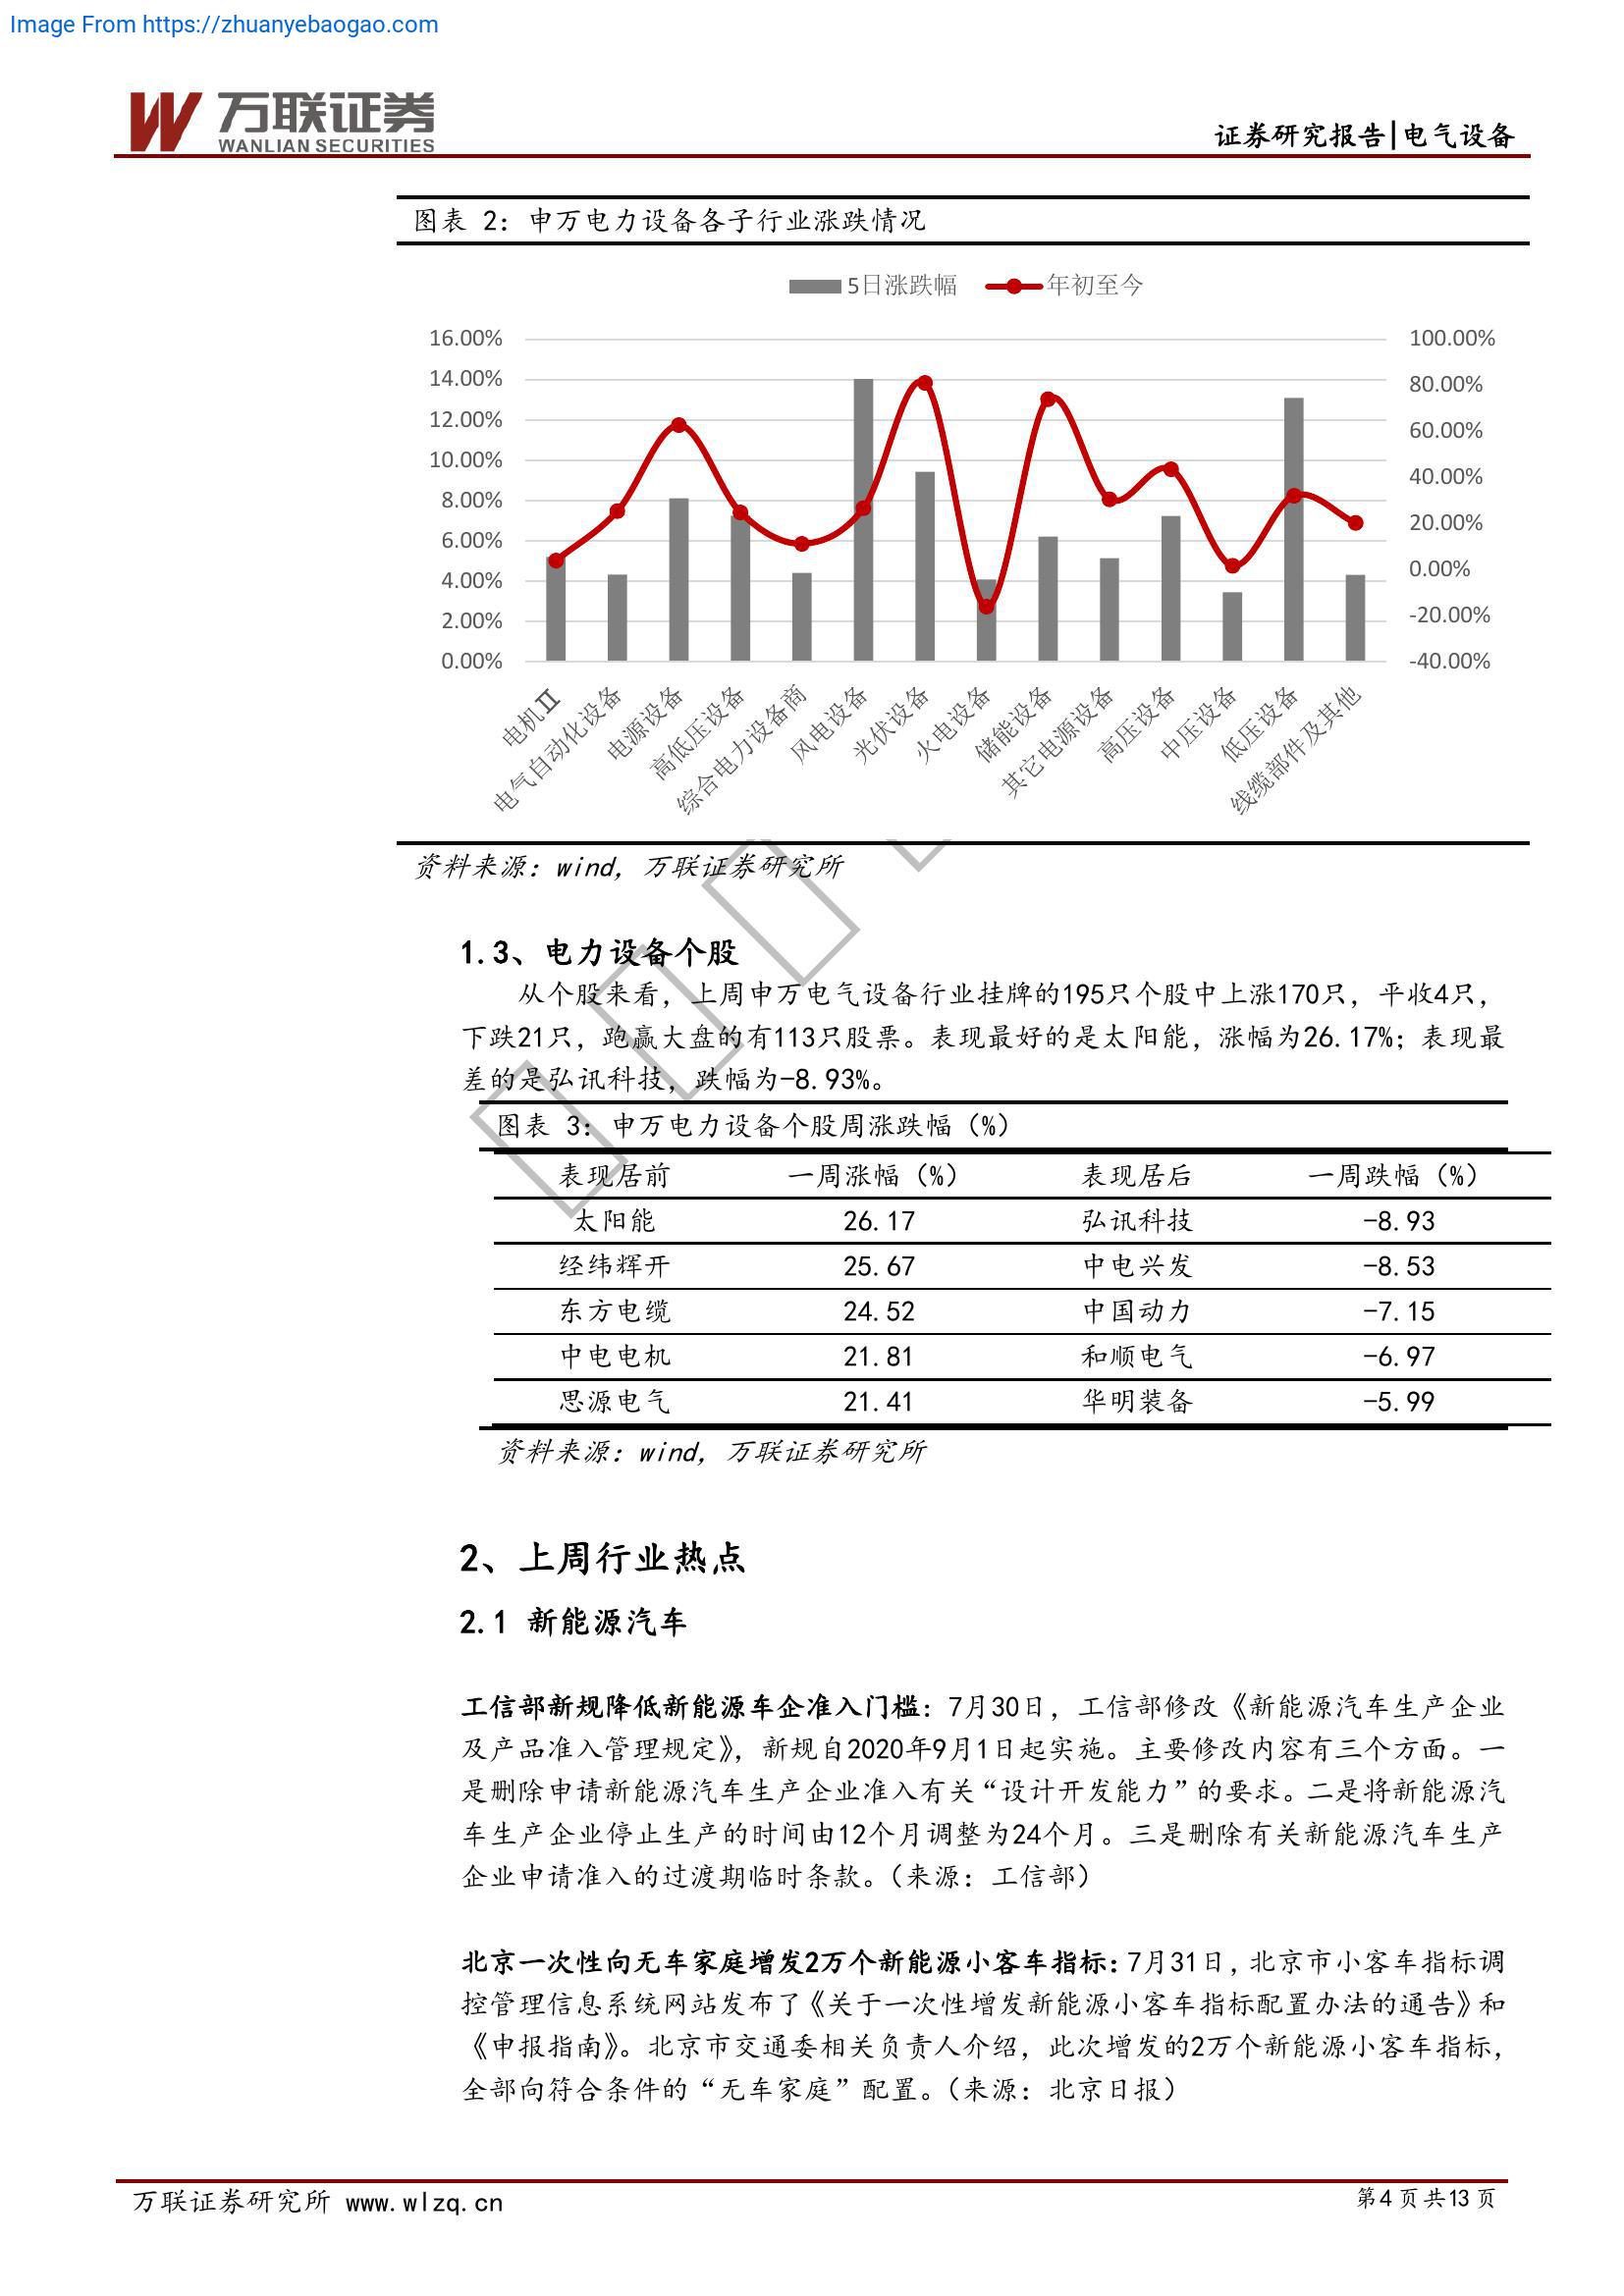 Image From https://zhuanyebaogao.com
万联证券
WANLIAN SECURITIES
证券研究报告|电气设备
图表 2：申万电力设备各子行业涨跌情况
5日涨跌幅 年初至今
16.00% 100.00%
14.00% 80.00%
12.00% 60.00%
10.00% 40.00%
8.00% 20.00%
6.00% 0.00%
4.00% -20.00%
2.00% -40.00%
0.00%
电机Ⅱ
电气自动化设备
电源设备
高低压设备
综合电力设备商
风电设备
光伏设备
火电设备
储能设备
其它电源设备
高压设备
中压设备
低压设备
线缆部件及其他
资料来源：wind，万联证券研究所
1.3、电力设备个股
从个股来看，上周申万电气设备行业挂牌的195只个股中上涨170只，平收4只，
下跌21只，跑赢大盘的有113只股票。表现最好的是太阳能，涨幅为26.17%；表现最
差的是弘讯科技，跌幅为-8.93%。
图表 3：申万电力设备个股周涨跌幅（%）
表现居前 一周涨幅（%） 表现居后 一周跌幅（%）
太阳能 26.17 弘讯科技 -8.93
经纬辉开 25.67 中电兴发 -8.53
东方电缆 24.52 中国动力 -7.15
中电电机 21.81 和顺电气 -6.97
思源电气 21.41 华明装备 -5.99
资料来源：wind，万联证券研究所
2、上周行业热点
2.1 新能源汽车
工信部新规降低新能源车企准入门槛：7月30日，工信部修改《新能源汽车生产企业
及产品准入管理规定》，新规自2020年9月1日起实施。主要修改内容有三个方面。一
是删除申请新能源汽车生产企业准入有关“设计开发能力”的要求。二是将新能源汽
车生产企业停止生产的时间由12个月调整为24个月。三是删除有关新能源汽车生产
企业申请准入的过渡期临时条款。（来源：工信部）
北京一次性向无车家庭增发2万个新能源小客车指标：7月31日，北京市小客车指标调
控管理信息系统网站发布了《关于一次性增发新能源小客车指标配置办法的通告》和
《申报指南》。北京市交通委相关负责人介绍，此次增发的2万个新能源小客车指标，
全部向符合条件的“无车家庭”配置。（来源：北京日报）
万联证券研究所 www.wlzq.cn 第4页共13页